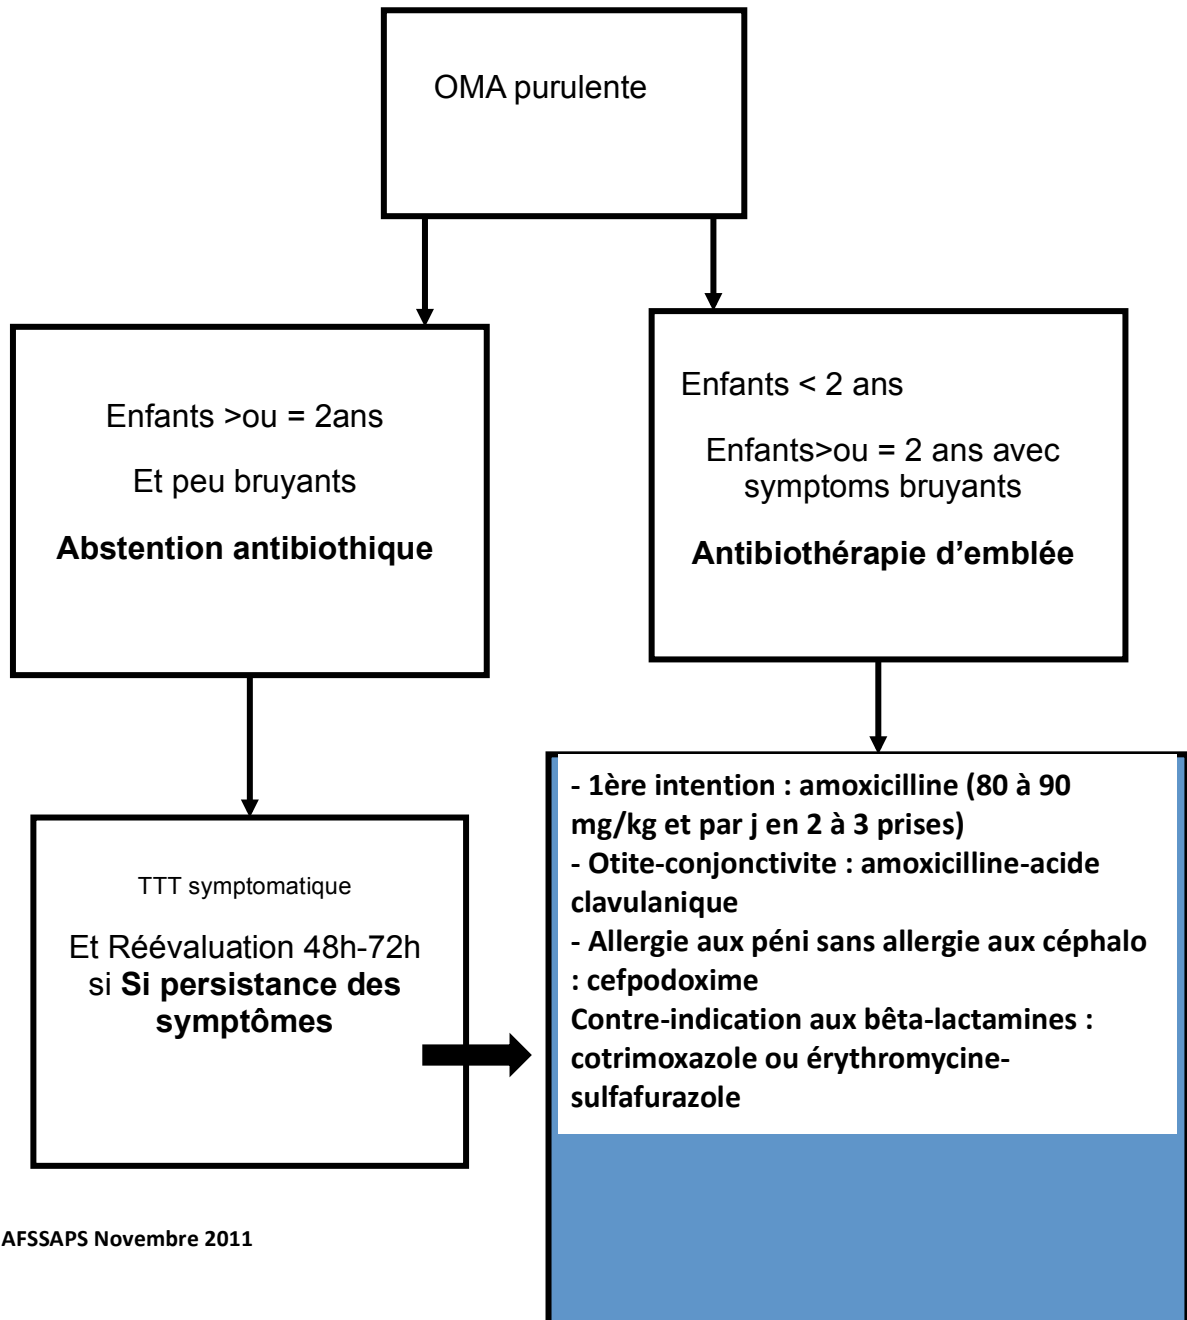 OMA purulente
Enfants >ou = 2ans
Et peu bruyants
Abstention antibiothique
Enfants < 2 ans
Enfants>ou = 2 ans avec
symptoms bruyants
Antibiothérapie d’emblée
TTT symptomatique
Et Réévaluation 48h-72h
si Si persistance des
symptômes
- 1ère intention : amoxicilline (80 à 90
mg/kg et par j en 2 à 3 prises)
- Otite-conjonctivite : amoxicilline-acide
clavulanique
- Allergie aux péni sans allergie aux céphalo
: cefpodoxime
Contre-indication aux bêta-lactamines :
cotrimoxazole ou érythromycine-
sulfafurazole
AFSSAPS Novembre 2011